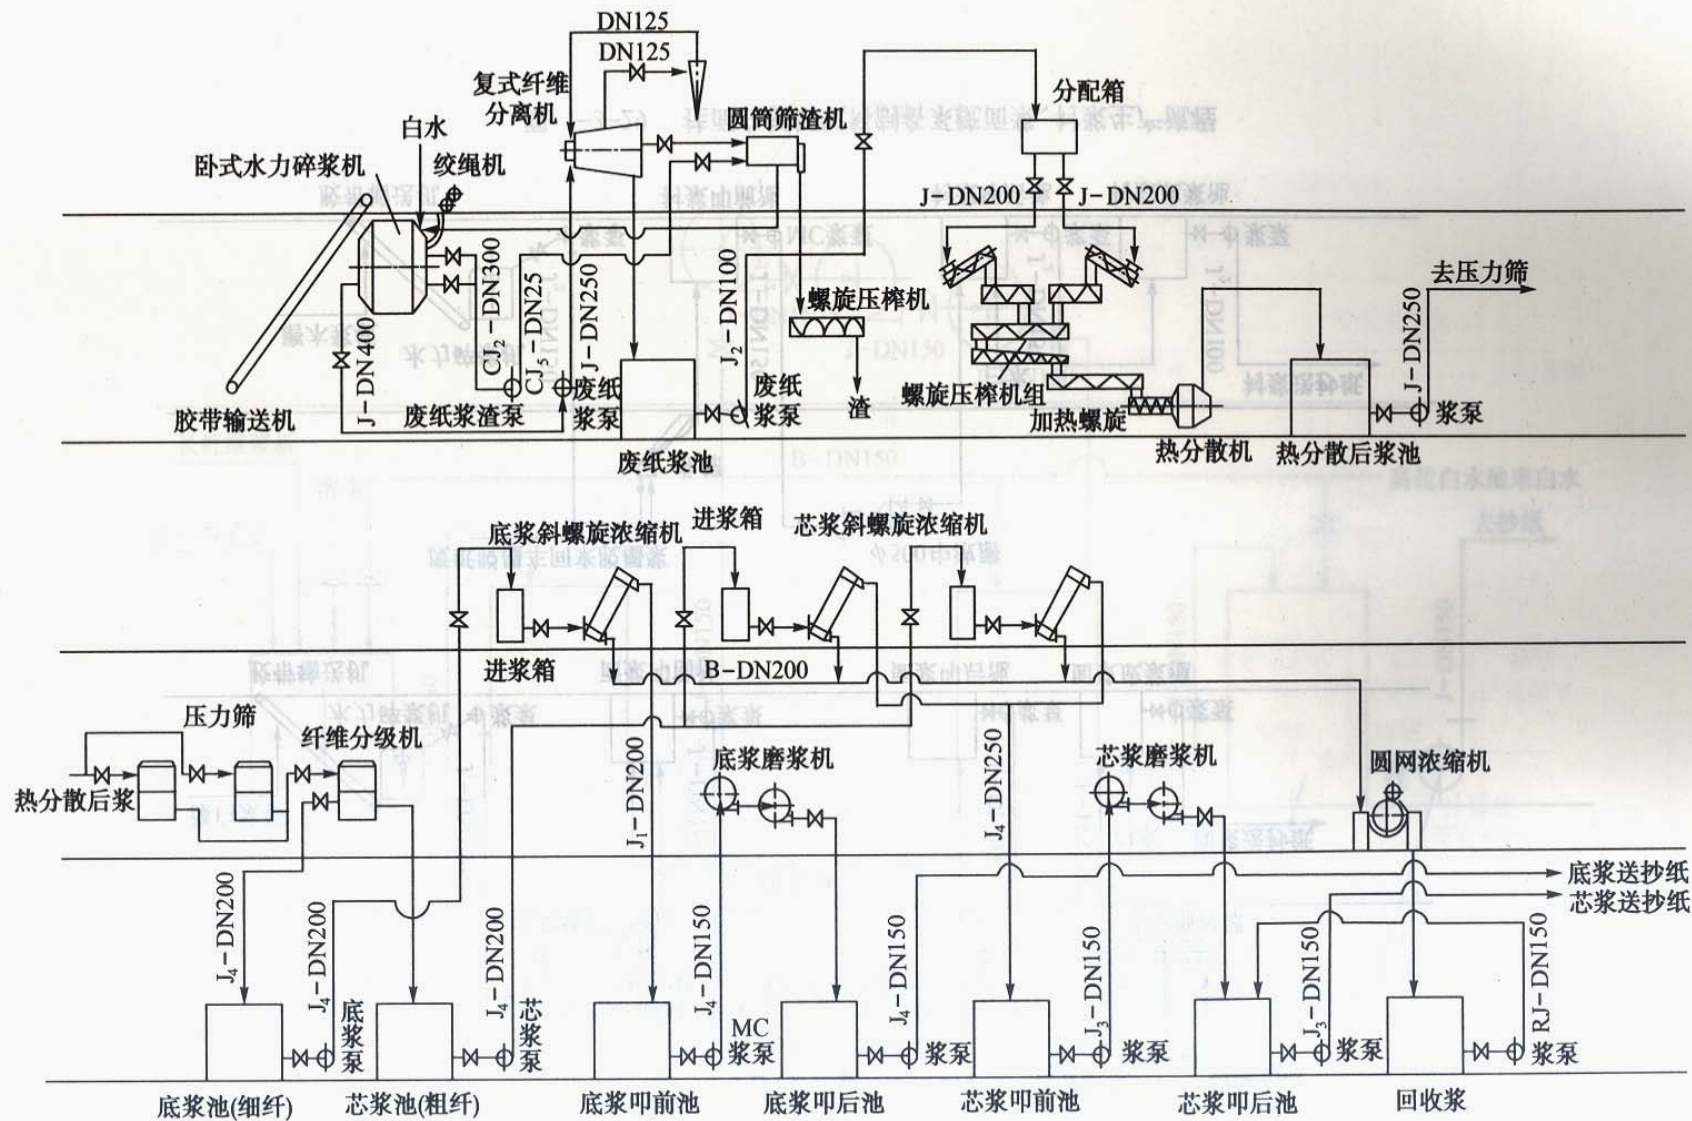 DN125
DN125
复式纤维
分离机
分配箱
圆筒筛渣机
白水
绞绳机
卧式水力碎浆机
J-DN200
J-DN200
去压力筛
CJ₂-DN300
CJ₅-DN25
J-DN250
J₂-DN100
J-DN400
J-DN250
螺旋压榨机
胶带输送机
废纸浆渣泵
废纸
浆泵
废纸
浆泵
渣
螺旋压榨机组
加热螺旋
浆泵
废纸浆池
热分散机
热分散后浆池
底浆斜螺旋浓缩机
进浆箱
芯浆斜螺旋浓缩机
进浆箱
B-DN200
压力筛
纤维分级机
热分散后浆
J₁-DN200
底浆磨浆机
J₄-DN250
芯浆磨浆机
圆网浓缩机
底浆送抄纸
芯浆送抄纸
J₄-DN200
J₄-DN200
J₄-DN200
J₄-DN150
J₄-DN150
J₃-DN150
J₃-DN150
RJ-DN150
底浆泵
芯浆泵
MC
浆泵
浆泵
浆泵
浆泵
浆泵
底浆池(细纤)
芯浆池(粗纤)
底浆叩前池
底浆叩后池
芯浆叩前池
芯浆叩后池
回收浆